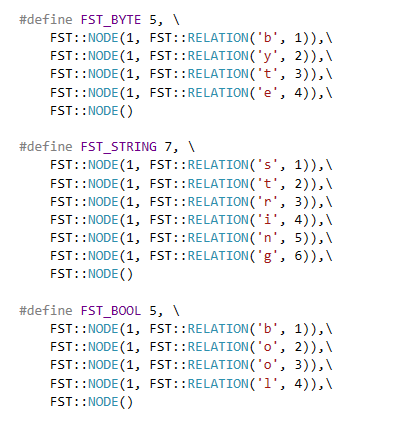 #define FST_BYTE 5, \
FST::NODE(1, FST::RELATION('b', 1)),\
FST::NODE(1, FST::RELATION('y', 2)),\
FST::NODE(1, FST::RELATION('t', 3)),\
FST::NODE(1, FST::RELATION('e', 4)),\
FST::NODE()
#define FST_STRING 7, \
FST::NODE(1, FST::RELATION('s', 1)),\
FST::NODE(1, FST::RELATION('t', 2)),\
FST::NODE(1, FST::RELATION('r', 3)),\
FST::NODE(1, FST::RELATION('i', 4)),\
FST::NODE(1, FST::RELATION('n', 5)),\
FST::NODE(1, FST::RELATION('g', 6)),\
FST::NODE()
#define FST_BOOL 5, \
FST::NODE(1, FST::RELATION('b', 1)),\
FST::NODE(1, FST::RELATION('o', 2)),\
FST::NODE(1, FST::RELATION('o', 3)),\
FST::NODE(1, FST::RELATION('l', 4)),\
FST::NODE()